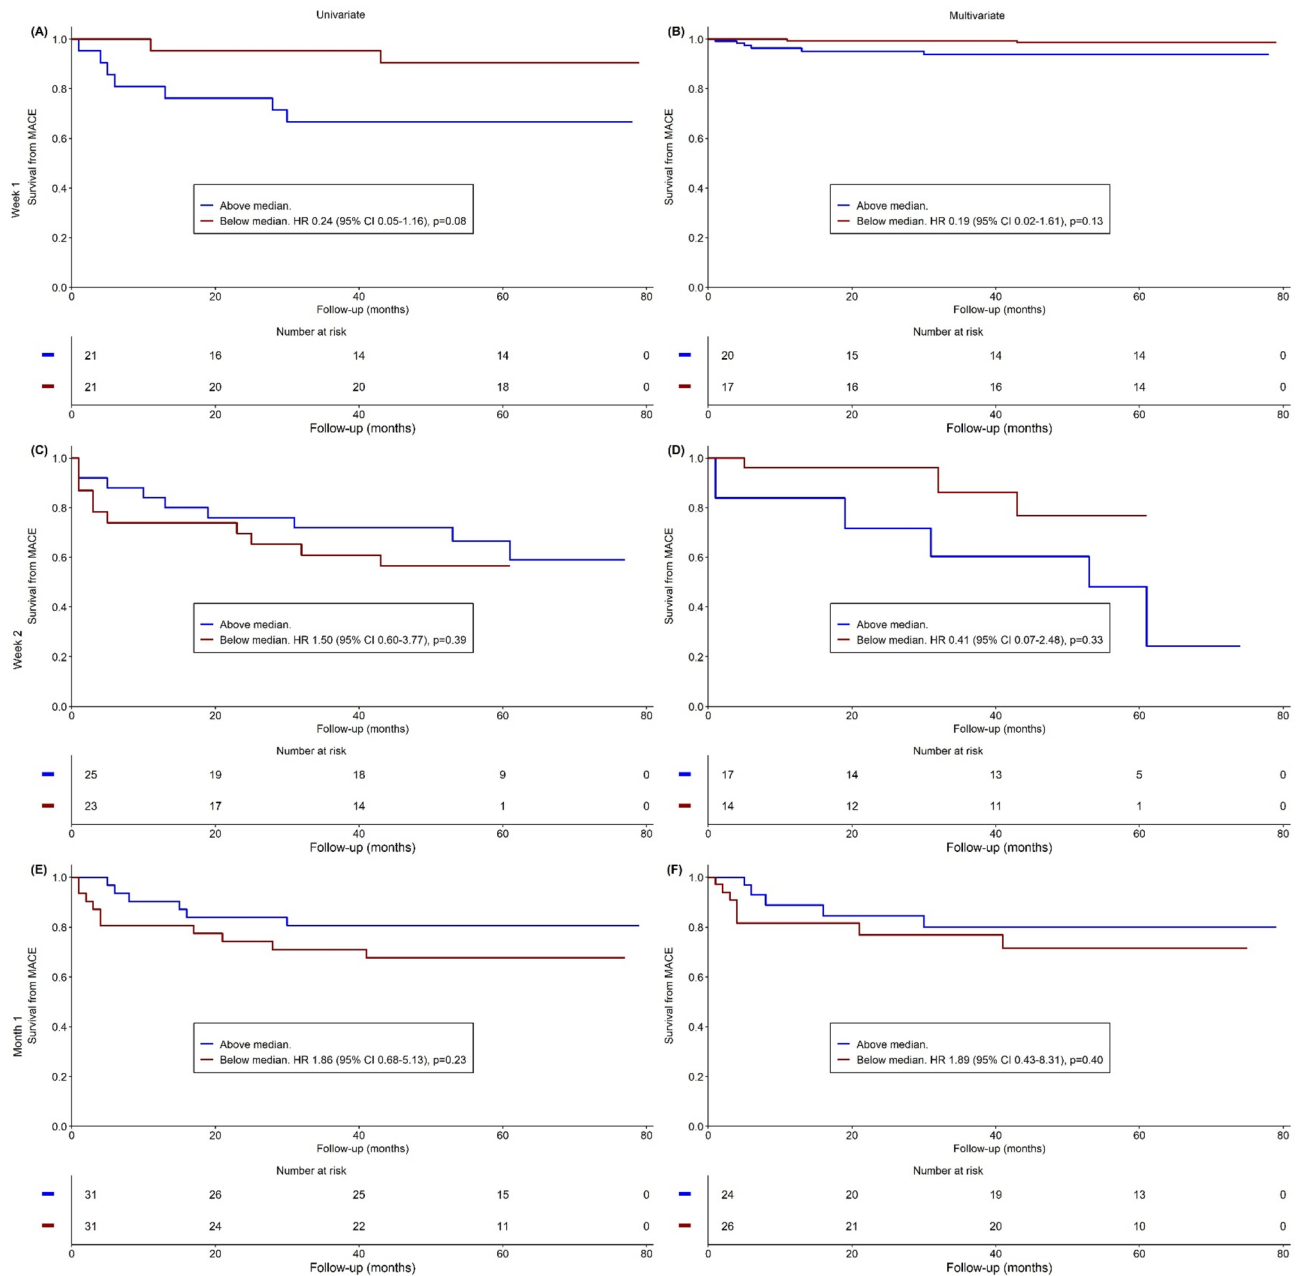 Univariate
Multivariate
(A)
1.0
0.8
0.6
0.4
0.2
0.0
Week 1
Survival from MACE
Above median.
Below median. HR 0.24 (95% CI 0.05-1.16), p=0.08
0 20 40 60 80
Follow-up (months)
Number at risk
21 16 14 14 0
21 20 20 18 0
0 20 40 60 80
Follow-up (months)
(B)
1.0
0.8
0.6
0.4
0.2
0.0
Survival from MACE
Above median.
Below median. HR 0.19 (95% CI 0.02-1.61), p=0.13
0 20 40 60 80
Follow-up (months)
Number at risk
20 15 14 14 0
17 16 16 14 0
0 20 40 60 80
Follow-up (months)
(C)
1.0
0.8
0.6
0.4
0.2
0.0
Week 2
Survival from MACE
Above median.
Below median. HR 1.50 (95% CI 0.60-3.77), p=0.39
0 20 40 60 80
Follow-up (months)
Number at risk
25 19 18 9 0
23 17 14 1 0
0 20 40 60 80
Follow-up (months)
(D)
1.0
0.8
0.6
0.4
0.2
0.0
Survival from MACE
Above median.
Below median. HR 0.41 (95% CI 0.07-2.48), p=0.33
0 20 40 60 80
Follow-up (months)
Number at risk
17 14 13 5 0
14 12 11 1 0
0 20 40 60 80
Follow-up (months)
(E)
1.0
0.8
0.6
0.4
0.2
0.0
Month 1
Survival from MACE
Above median.
Below median. HR 1.86 (95% CI 0.68-5.13), p=0.23
0 20 40 60 80
Follow-up (months)
Number at risk
31 26 25 15 0
31 24 22 11 0
0 20 40 60 80
Follow-up (months)
(F)
1.0
0.8
0.6
0.4
0.2
0.0
Survival from MACE
Above median.
Below median. HR 1.89 (95% CI 0.43-8.31), p=0.40
0 20 40 60 80
Follow-up (months)
Number at risk
24 20 19 13 0
26 21 20 10 0
0 20 40 60 80
Follow-up (months)